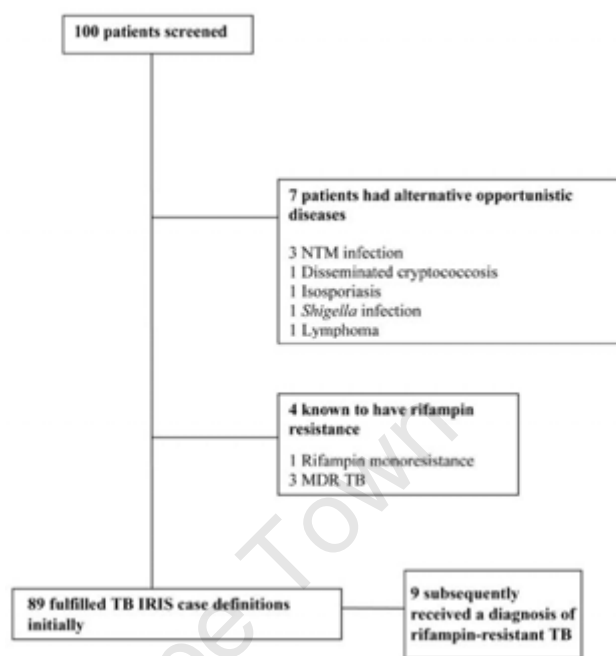 100 patients screened
7 patients had alternative opportunistic
diseases
3 NTM infection
1 Disseminated cryptococcosis
1 Isosporiasis
1 Shigella infection
1 Lymphoma
4 known to have rifampin
resistance
1 Rifampin monoresistance
3 MDR TB
89 fulfilled TB IRIS case definitions
initially
9 subsequently
received a diagnosis of
rifampin-resistant TB
pe Town